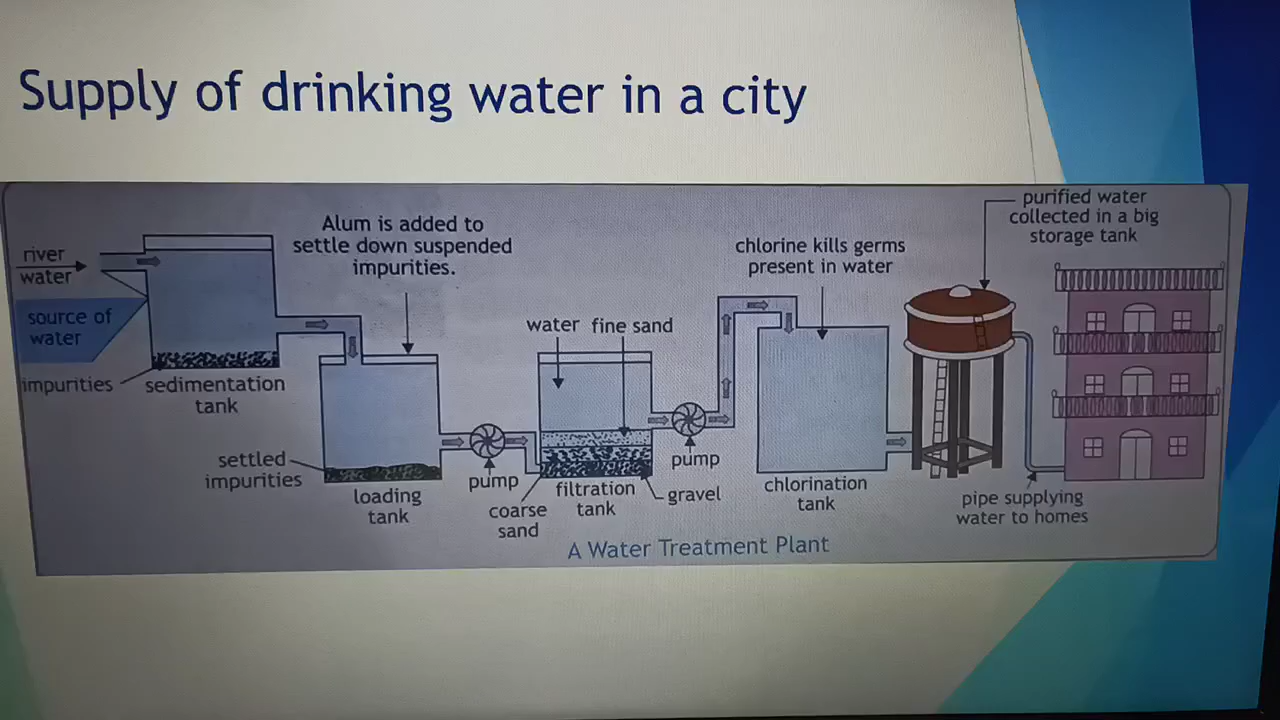 Supply of drinking water in a city
river
water
source of
water
impurities
sedimentation
tank
Alum is added to
settle down suspended
impurities.
settled
impurities
loading
tank
pump
water
fine sand
coarse
sand
filtration
tank
gravel
pump
chlorine kills germs
present in water
chlorination
tank
purified water
collected in a big
storage tank
pipe supplying
water to homes
A Water Treatment Plant